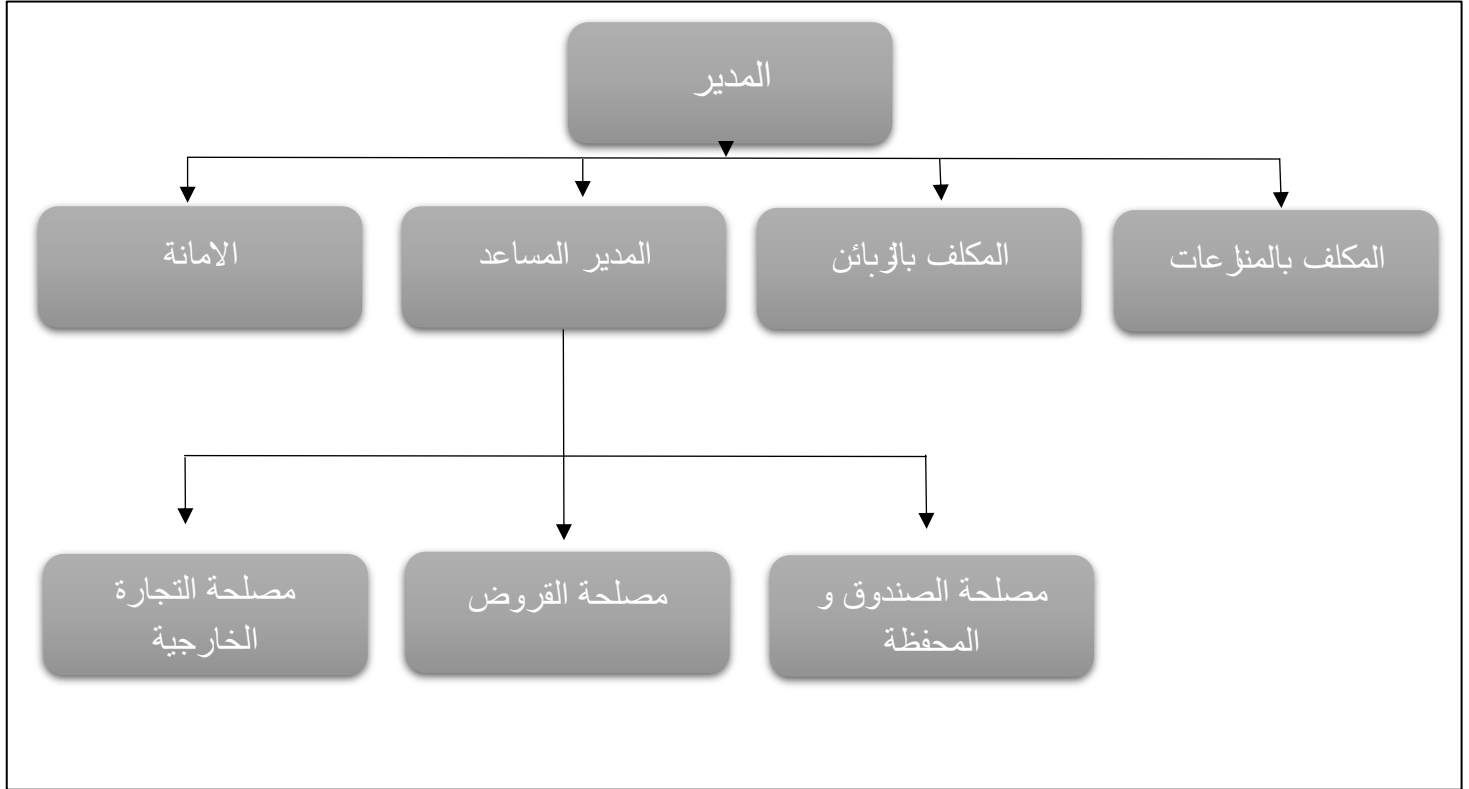 المدير
المكلف بالمنازعات
المكلف بالزبائن
المدير المساعد
الامانة
مصلحة الصندوق و
المحفظة
مصلحة القروض
مصلحة التجارة
الخارجية